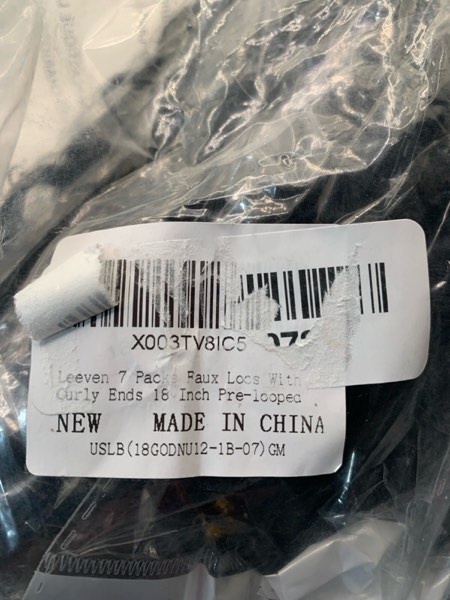 X003TV8IC5
Leeven 7 Packs Faux Locs With
Curly Ends 18 Inch Pre-looped
NEW MADE IN CHINA
USLB(18GODNU12-1B-07)GM